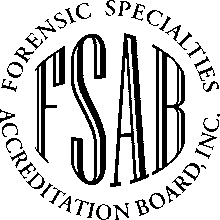 FORENSIC SPECIALTIES
FSAB
ACCREDITATION BOARD, INC.